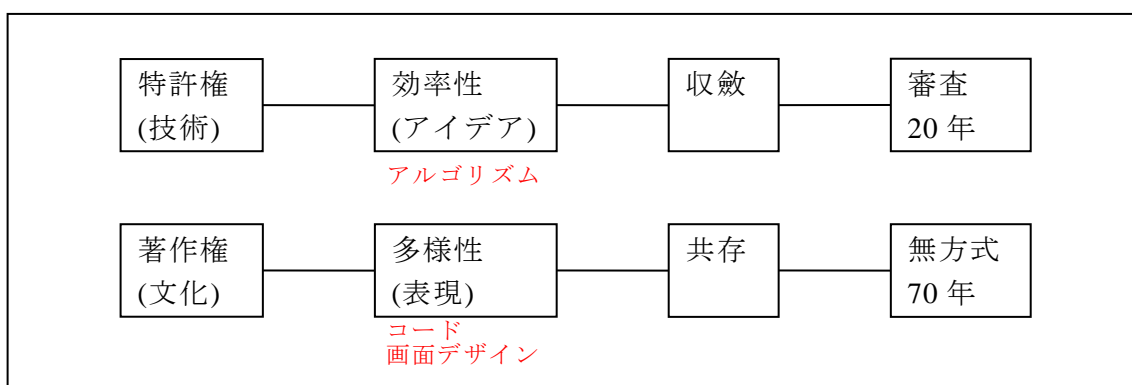 特許権
(技術)
効率性
(アイデア)
収斂
審査
20 年
アルゴリズム
著作権
(文化)
多様性
(表現)
共存
無方式
70 年
コード
画面デザイン